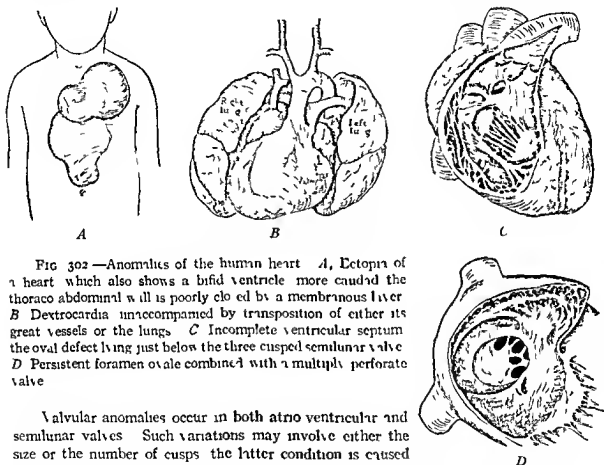 Right lung
left lung
A
B
C
FIG 302 —Anomalies of the human heart A, Ectopia of
a heart which also shows a bifid ventricle more caudad the
thoraco abdominal wall is poorly closed by a membranous layer
B Dextrocardia unaccompanied by transposition of either its
great vessels or the lungs C Incomplete ventricular septum
the oval defect lying just below the three cusped semilunar valve
D Persistent foramen ovale combined with a multiply perforate
valve
Valvular anomalies occur in both atrio ventricular and
semilunar valves Such variations may involve either the
size or the number of cusps the latter condition is caused
D